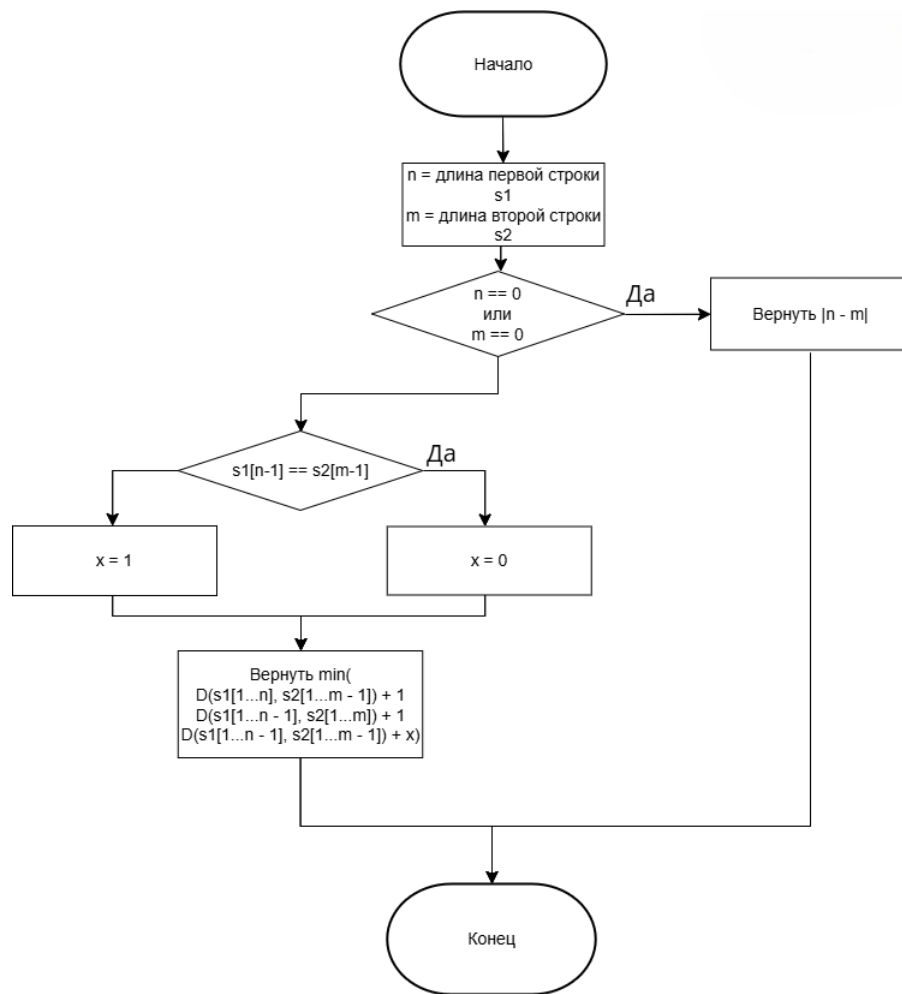 Начало
n = длина первой строки
s1
m = длина второй строки
s2
n == 0
или
m == 0
Да
Вернуть |n - m|
s1[n-1] == s2[m-1]
Да
x = 1
x = 0
Вернуть min(
D(s1[1...n], s2[1...m - 1]) + 1
D(s1[1...n - 1], s2[1...m]) + 1
D(s1[1...n - 1], s2[1...m - 1]) + x)
Конец